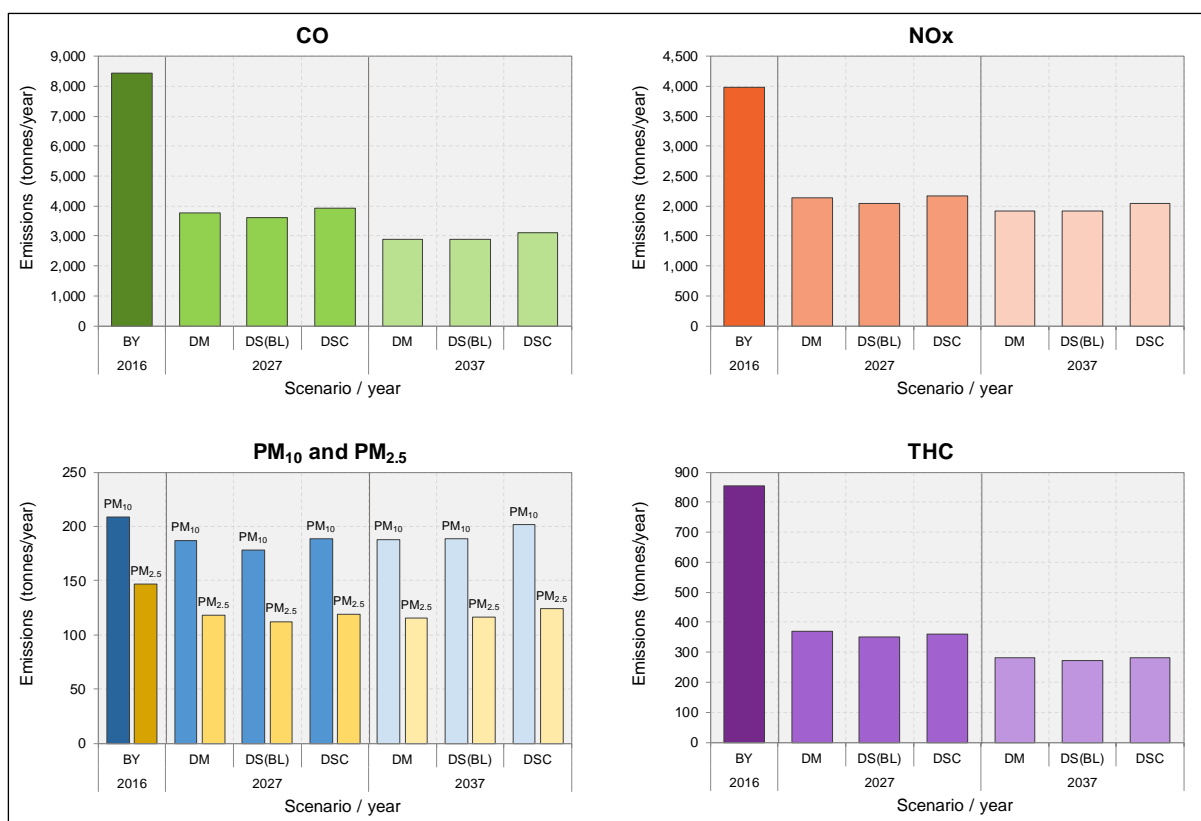 CO
Emissions (tonnes/year)
9,000
8,000
7,000
6,000
5,000
4,000
3,000
2,000
1,000
0
BY DM DS(BL) DSC DM DS(BL) DSC
2016 2027 2037
Scenario / year
NOx
Emissions (tonnes/year)
4,500
4,000
3,500
3,000
2,500
2,000
1,500
1,000
500
0
BY DM DS(BL) DSC DM DS(BL) DSC
2016 2027 2037
Scenario / year
PM₁₀ and PM₂.₅
Emissions (tonnes/year)
250
200
150
100
50
0
PM₁₀ PM₁₀ PM₁₀ PM₁₀ PM₁₀ PM₁₀ PM₁₀
PM₂.₅ PM₂.₅ PM₂.₅ PM₂.₅ PM₂.₅ PM₂.₅ PM₂.₅
BY DM DS(BL) DSC DM DS(BL) DSC
2016 2027 2037
Scenario / year
THC
Emissions (tonnes/year)
900
800
700
600
500
400
300
200
100
0
BY DM DS(BL) DSC DM DS(BL) DSC
2016 2027 2037
Scenario / year